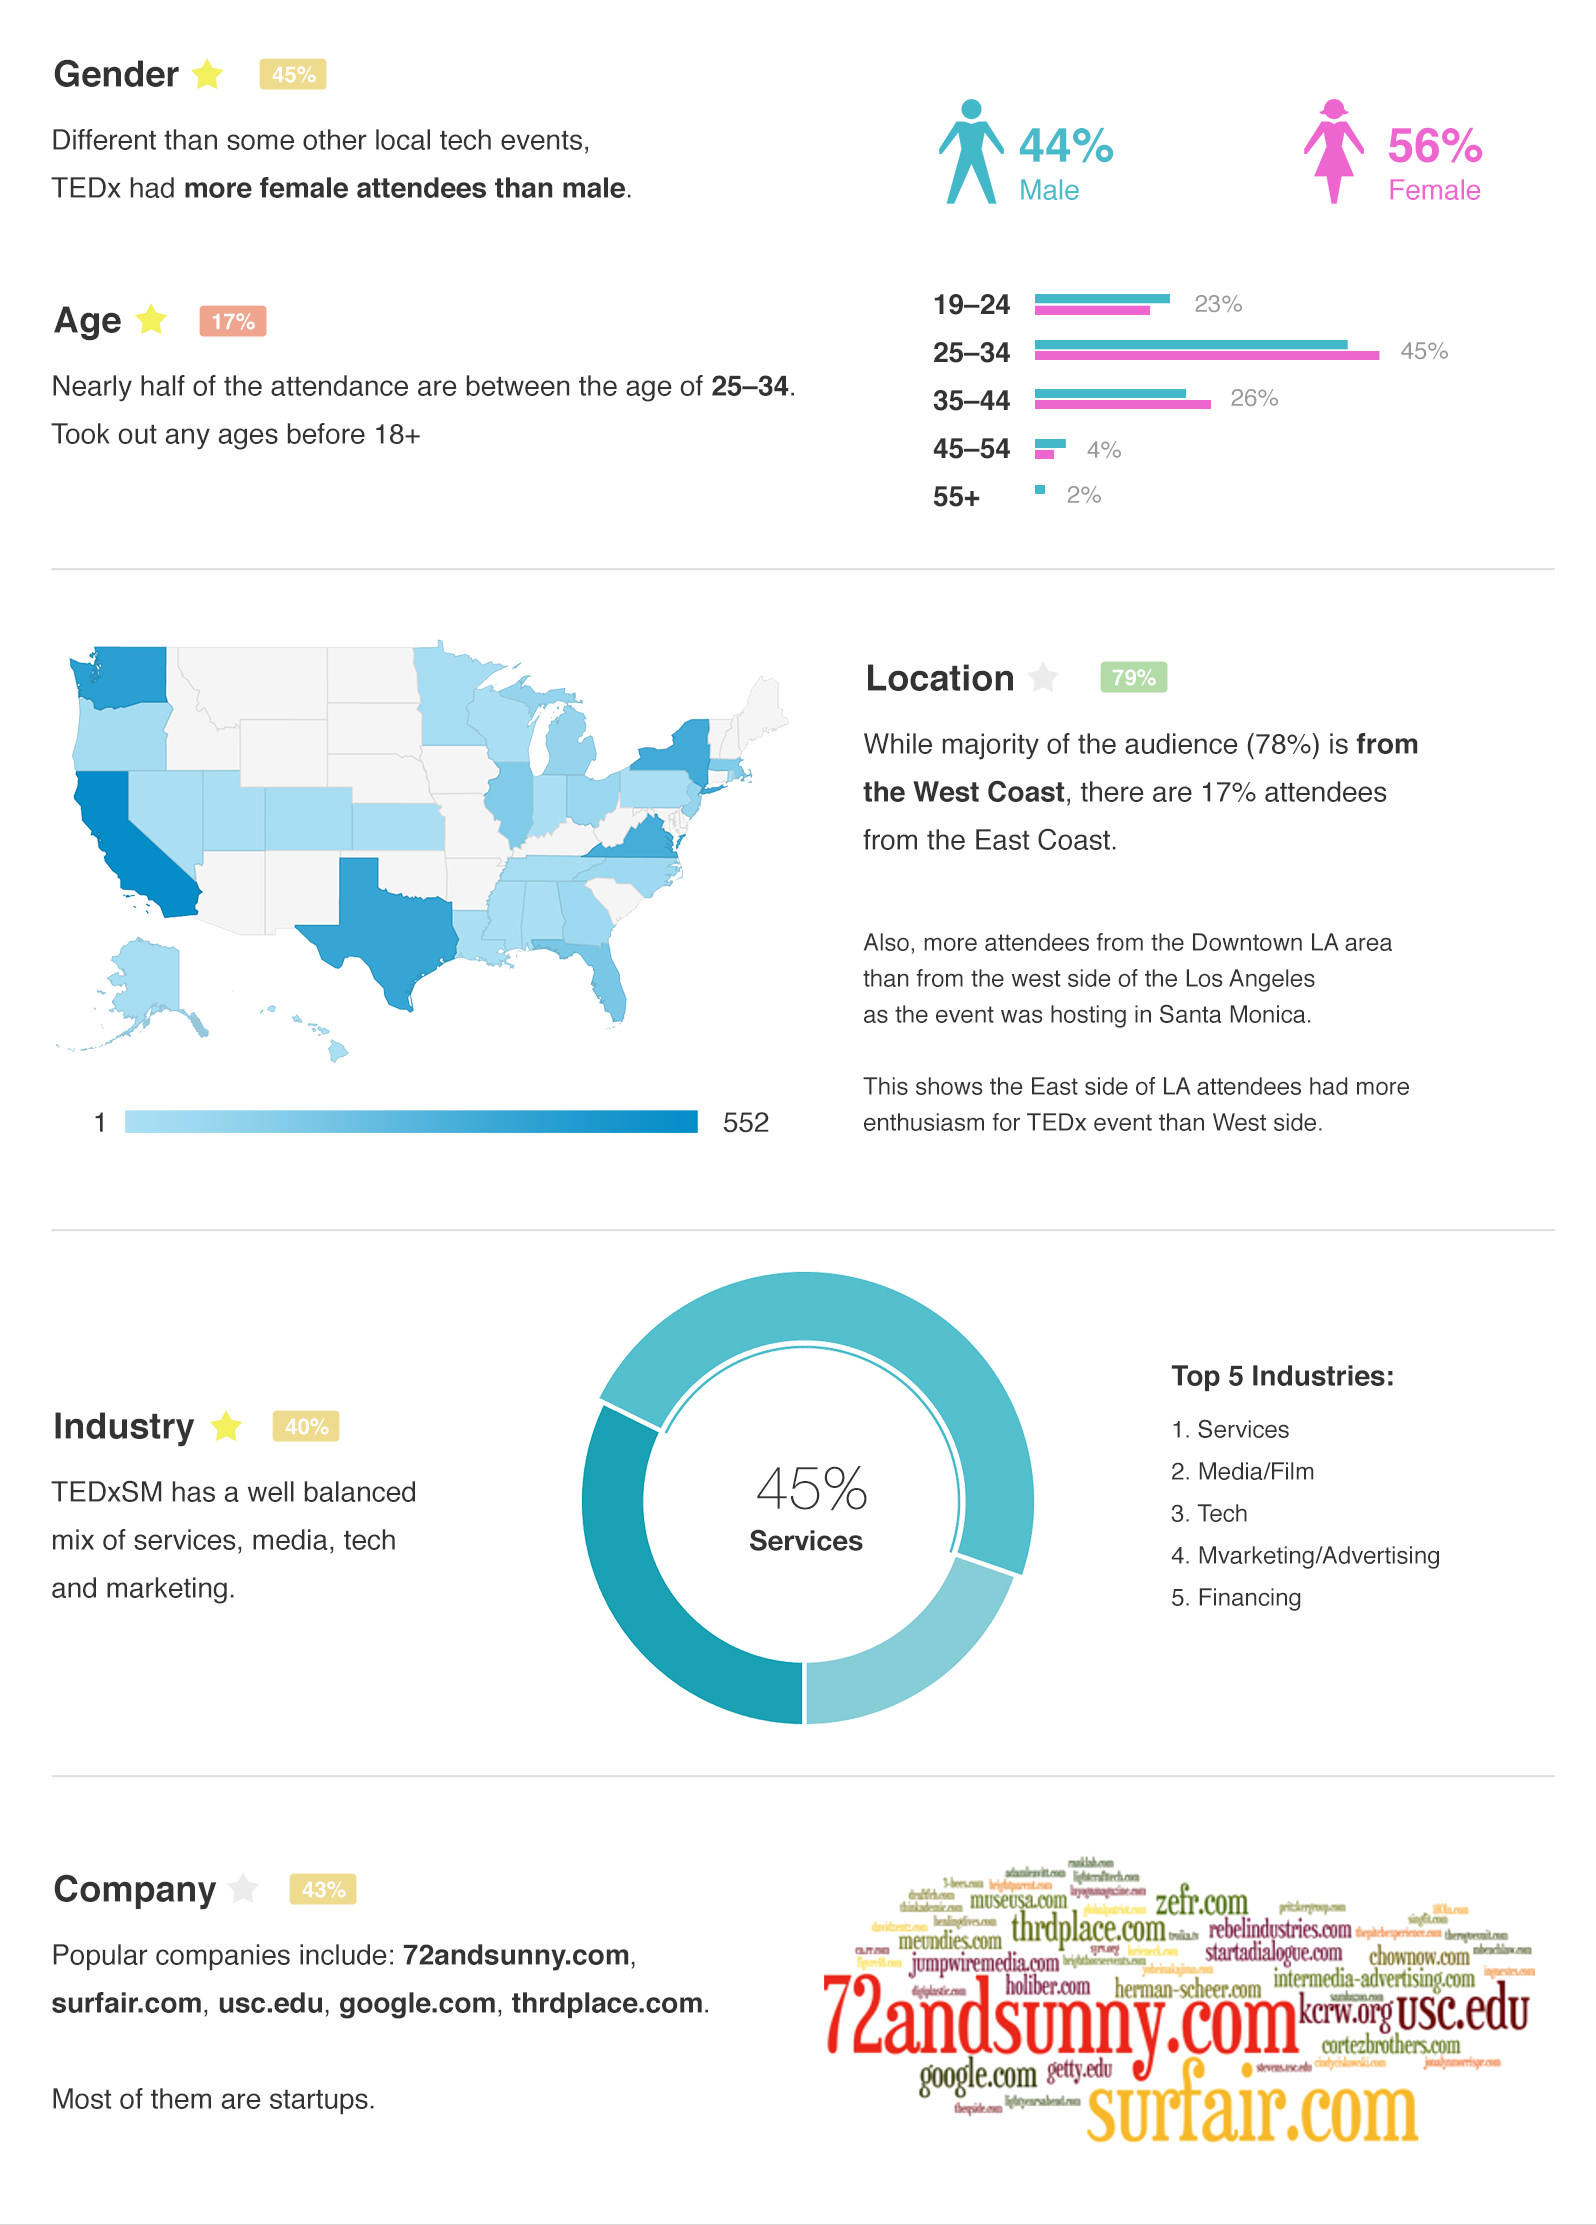 Gender 45%
Different than some other local tech events,
TEDx had more female attendees than male.
44%
Male
56%
Female
Age 17%
Nearly half of the attendance are between the age of 25–34.
Took out any ages before 18+
19–24 23%
25–34 45%
35–44 26%
45–54 4%
55+ 2%
1 552
Location 79%
While majority of the audience (78%) is from
the West Coast, there are 17% attendees
from the East Coast.
Also, more attendees from the Downtown LA area
than from the west side of the Los Angeles
as the event was hosting in Santa Monica.
This shows the East side of LA attendees had more
enthusiasm for TEDx event than West side.
Industry 40%
TEDxSM has a well balanced
mix of services, media, tech
and marketing.
45%
Services
Top 5 Industries:
1. Services
2. Media/Film
3. Tech
4. Mvarketing/Advertising
5. Financing
Company 43%
Popular companies include: 72andsunny.com,
surfair.com, usc.edu, google.com, thrdplace.com.
Most of them are startups.
museusa.com
zefr.com
thrdplace.com
rebelindustries.com
meundies.com
startadialogue.com
chownow.com
jumpwiremedia.com
intermedia-advertising.com
holiber.com
herman-scheer.com
72andsunny.com
kcrw.org
usc.edu
cortezbrothers.com
google.com
getty.edu
stevens.usc.edu
surfair.com